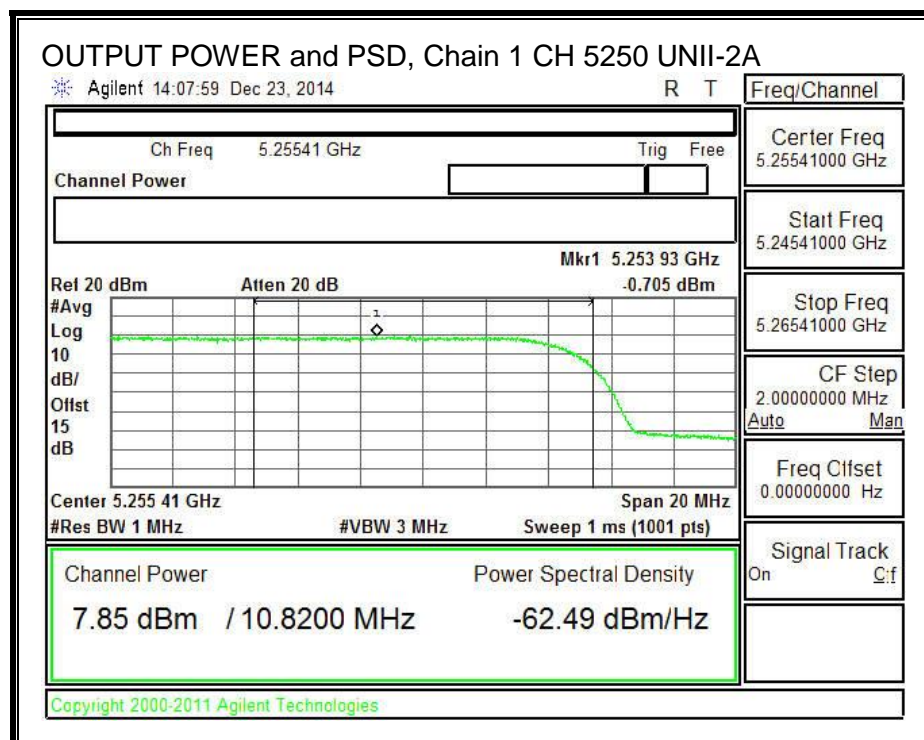 OUTPUT POWER and PSD, Chain 1 CH 5250 UNII-2A
Agilent 14:07:59 Dec 23, 2014 R T
Ch Freq 5.25541 GHz Trig Free
Channel Power
Mkr1 5.253 93 GHz
Ref 20 dBm Atten 20 dB -0.705 dBm
#Avg
Log
10
dB/
Offst
15
dB
1
Center 5.255 41 GHz Span 20 MHz
#Res BW 1 MHz #VBW 3 MHz Sweep 1 ms (1001 pts)
Channel Power Power Spectral Density
7.85 dBm / 10.8200 MHz -62.49 dBm/Hz
Copyright 2000-2011 Agilent Technologies
Freq/Channel
Center Freq
5.25541000 GHz
Start Freq
5.24541000 GHz
Stop Freq
5.26541000 GHz
CF Step
2.00000000 MHz
Auto Man
Freq Offset
0.00000000 Hz
Signal Track
On Off